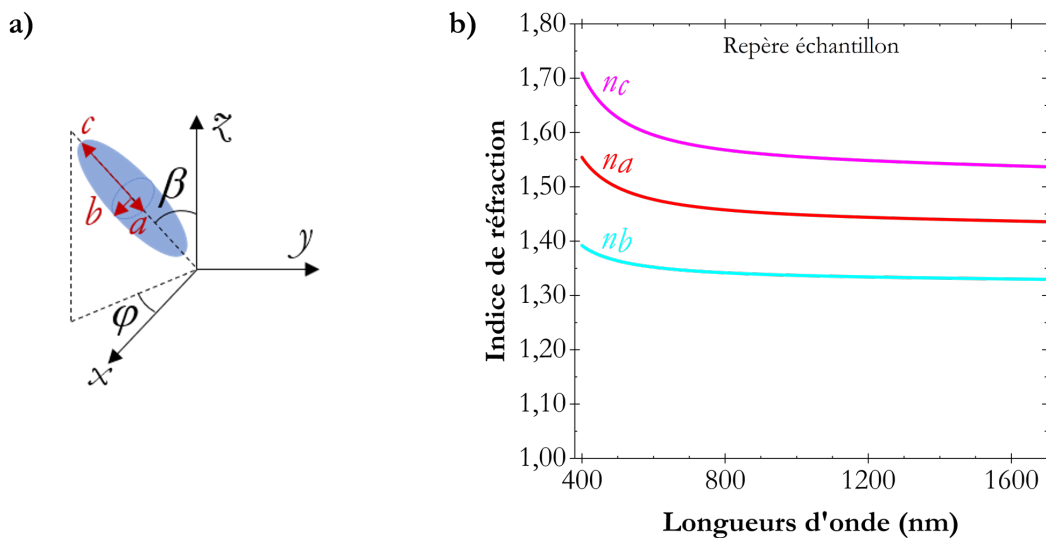 a)
z
c
β
b
a
y
φ
x
b)
Repère échantillon
Indice de réfraction
1,80
1,70
1,60
1,50
1,40
1,30
1,20
1,10
1,00
nc
na
nb
400 800 1200 1600
Longueurs d'onde (nm)